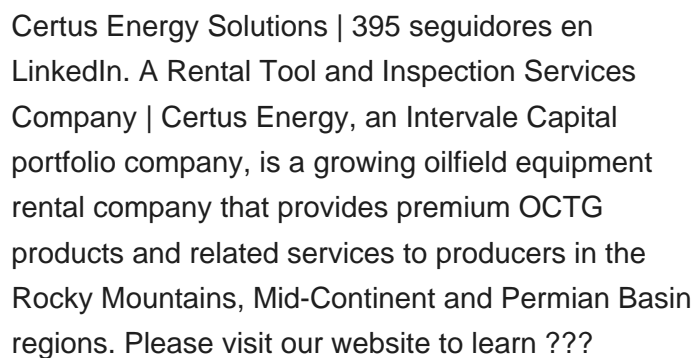 Certus Energy Solutions | 395 seguidores en
LinkedIn. A Rental Tool and Inspection Services
Company | Certus Energy, an Intervale Capital
portfolio company, is a growing oilfield equipment
rental company that provides premium OCTG
products and related services to producers in the
Rocky Mountains, Mid-Continent and Permian Basin
regions. Please visit our website to learn ???